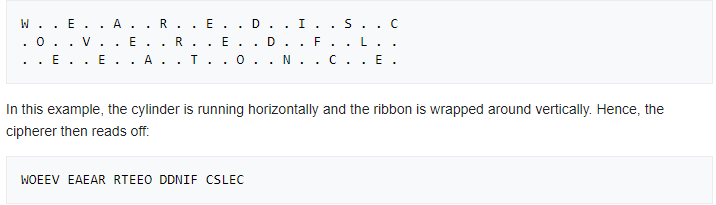 W . . E . . A . . R . . E . . D . . I . . S . . C
. O . . V . . E . . R . . E . . D . . F . . L . .
. . E . . E . . A . . T . . O . . N . . C . . E .
In this example, the cylinder is running horizontally and the ribbon is wrapped around vertically. Hence, the
cipherer then reads off:
WOEEV EAEAR RTEEO DDNIF CSLEC